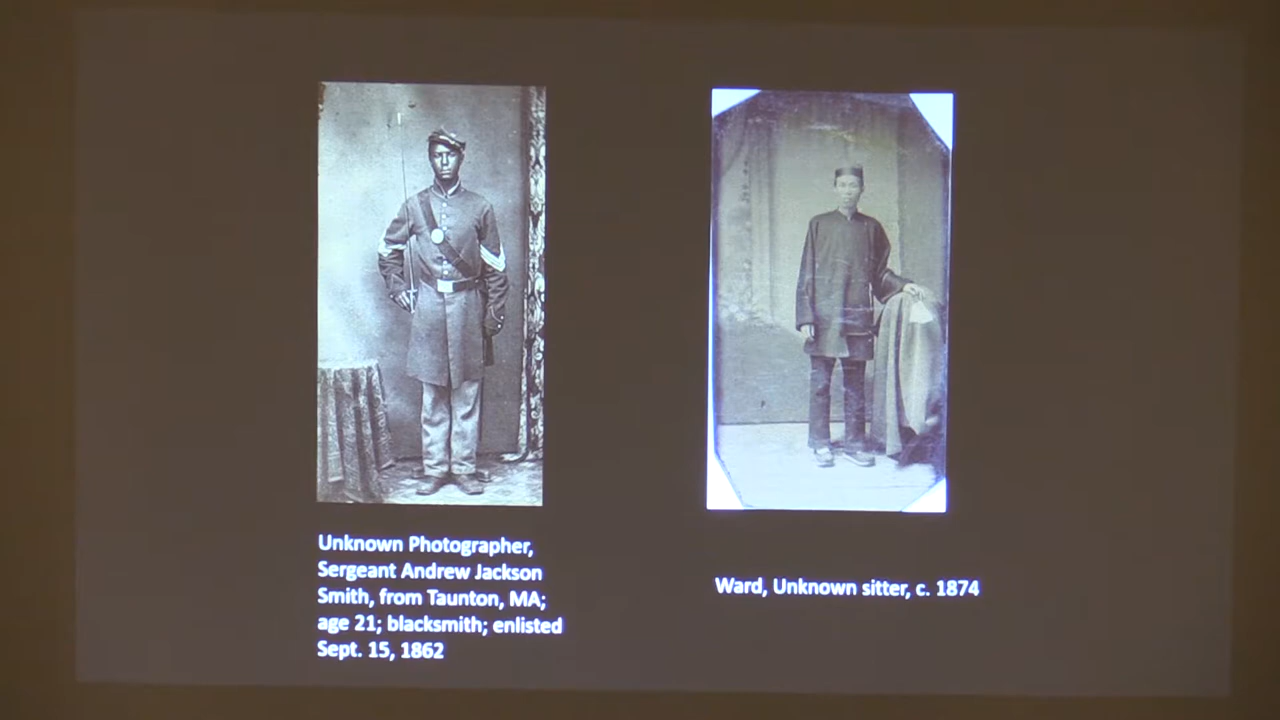 Unknown Photographer,
Sergeant Andrew Jackson
Smith, from Taunton, MA;
age 21; blacksmith; enlisted
Sept. 15, 1862
Ward, Unknown sitter, c. 1874